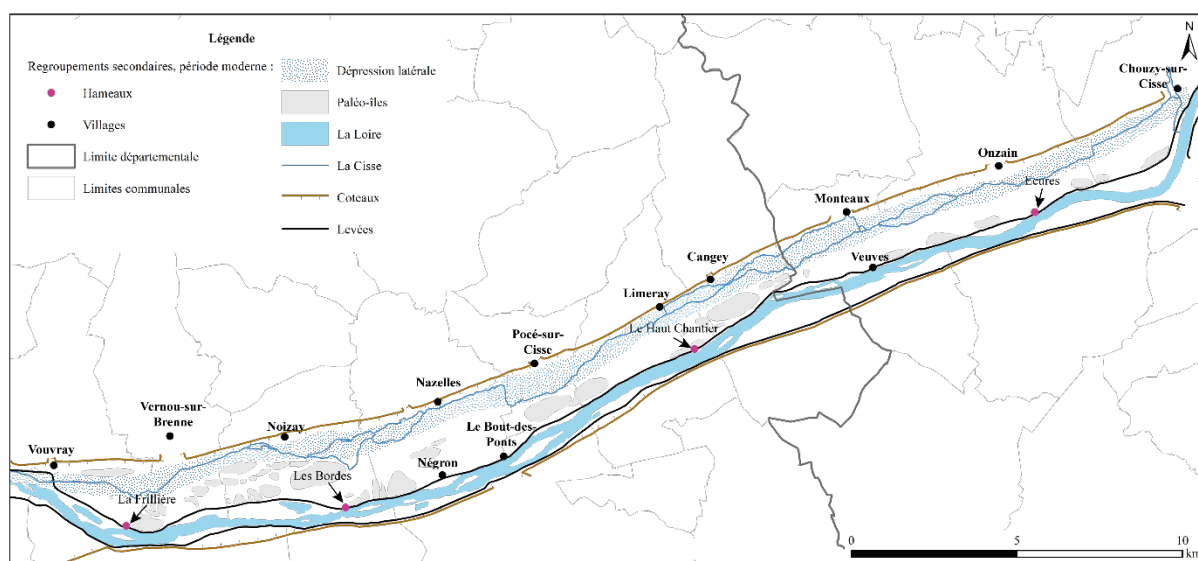 Légende
Regroupements secondaires, période moderne :
Hameaux
Villages
Limite départementale
Limites communales
Dépression latérale
Paléo-îles
La Loire
La Cisse
Coteaux
Levées
N
Chouzy-sur-
Cisse
Onzain
Ecures
Monteaux
Veuves
Cangey
Limeray
Le Haut Chantier
Pocé-sur-
Cisse
Nazelles
Le Bout-des-
Ponts
Négron
Vernou-sur-
Brenne
Noizay
Vouvray
Les Bordes
La Frillière
0
5
10
km